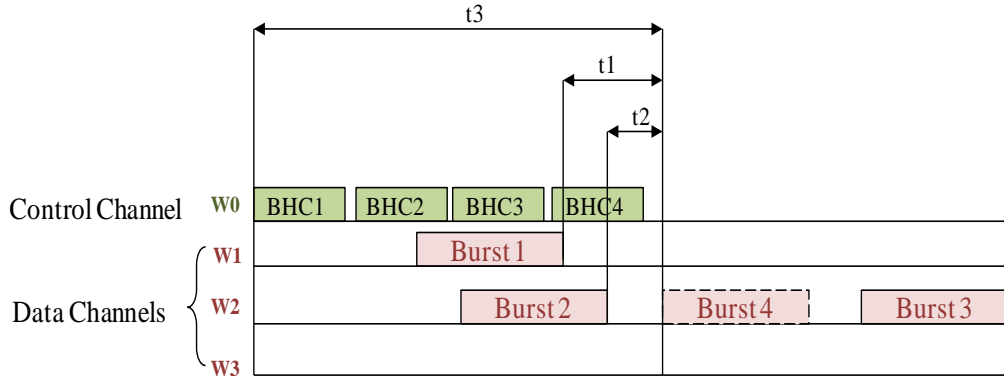 t3
t1
t2
Control Channel W0 BHC1 BHC2 BHC3 BHC4
W1 Burst 1
Data Channels W2 Burst 2 Burst 4 Burst 3
W3